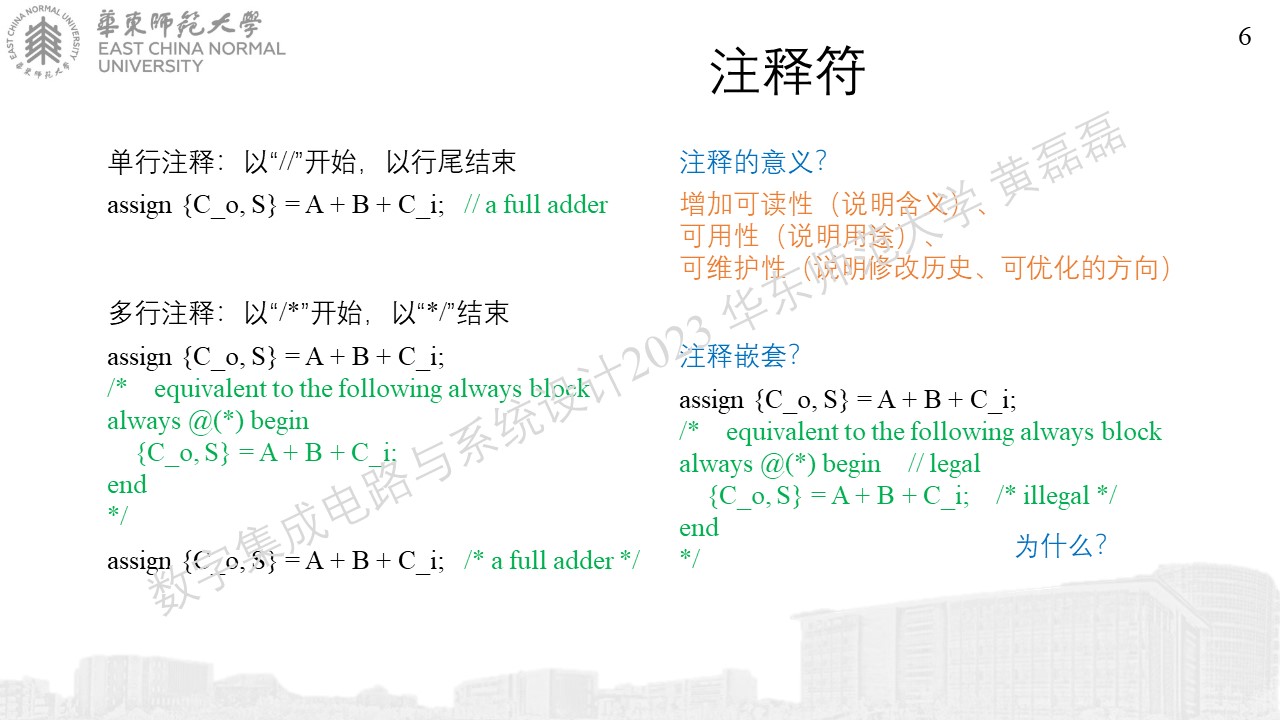 華東師范大學
EAST CHINA NORMAL
UNIVERSITY
EAST CHINA NORMAL UNIVERSITY
華東师范大学
6
注释符
单行注释：以“//”开始，以行尾结束
assign {C_o, S} = A + B + C_i; // a full adder
多行注释：以“/*”开始，以“*/”结束
assign {C_o, S} = A + B + C_i;
/* equivalent to the following always block
always @(*) begin
{C_o, S} = A + B + C_i;
end
*/
assign {C_o, S} = A + B + C_i; /* a full adder */
注释的意义？
增加可读性（说明含义）、
可用性（说明用途）、
可维护性（说明修改历史、可优化的方向）
注释嵌套？
assign {C_o, S} = A + B + C_i;
/* equivalent to the following always block
always @(*) begin // legal
{C_o, S} = A + B + C_i; /* illegal */
end
*/
为什么？
数字集成电路与系统设计2023 华东师范大学 黄磊磊